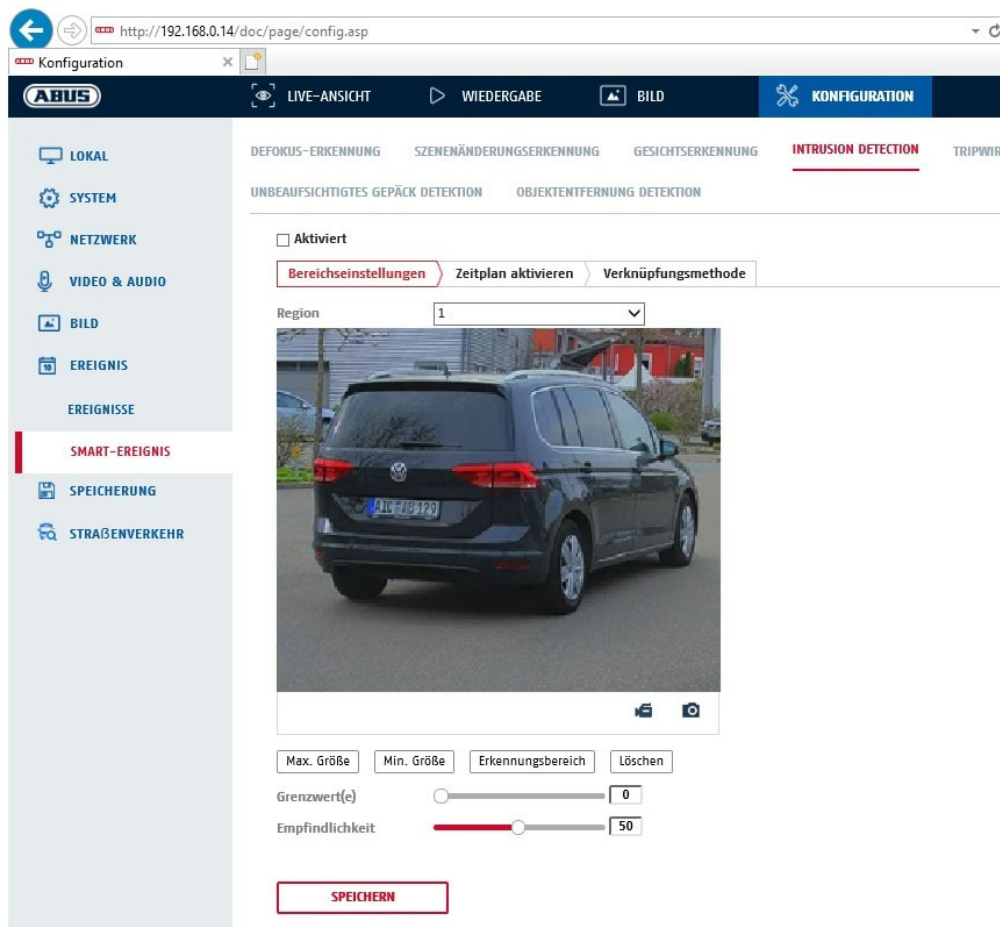 http://192.168.0.14/doc/page/config.asp
Konfiguration
ABUS LIVE-ANSICHT WIEDERGABE BILD KONFIGURATION
LOKAL
SYSTEM
NETZWERK
VIDEO & AUDIO
BILD
EREIGNIS
EREIGNISSE
SMART-EREIGNIS
SPEICHERUNG
STRAßENVERKEHR
DEFOKUS-ERKENNUNG SZENENÄNDERUNGSERKENNUNG GESICHTSERKENNUNG INTRUSION DETECTION TRIPWIR
UNBEAUFSICHTIGTES GEPÄCK DETEKTION OBJEKTENTFERNUNG DETEKTION
Aktiviert
Bereichseinstellungen Zeitplan aktivieren Verknüpfungsmethode
Region 1
Max. Größe Min. Größe Erkennungsbereich Löschen
Grenzwert(e) 0
Empfindlichkeit 50
SPEICHERN